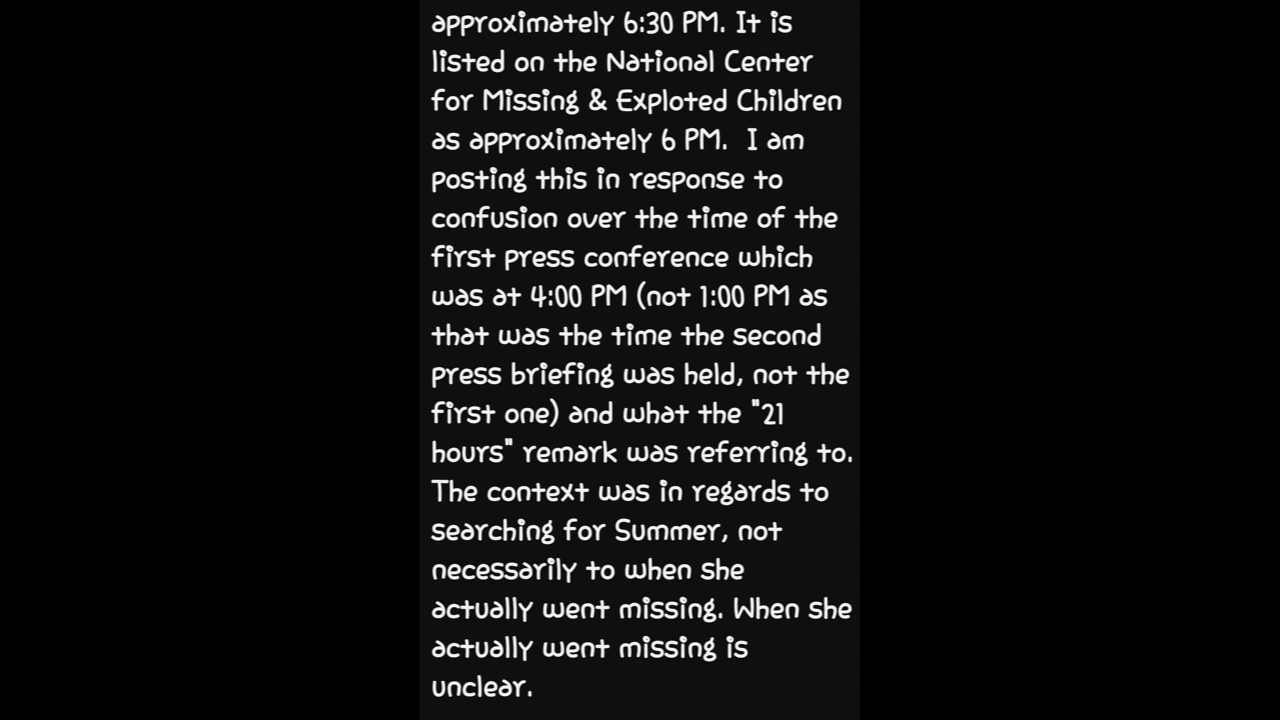 approximately 6:30 PM. It is
listed on the National Center
for Missing & Exploted Children
as approximately 6 PM.  I am
posting this in response to
confusion over the time of the
first press conference which
was at 4:00 PM (not 1:00 PM as
that was the time the second
press briefing was held, not the
first one) and what the "21
hours" remark was referring to.
The context was in regards to
searching for Summer, not
necessarily to when she
actually went missing. When she
actually went missing is
unclear.